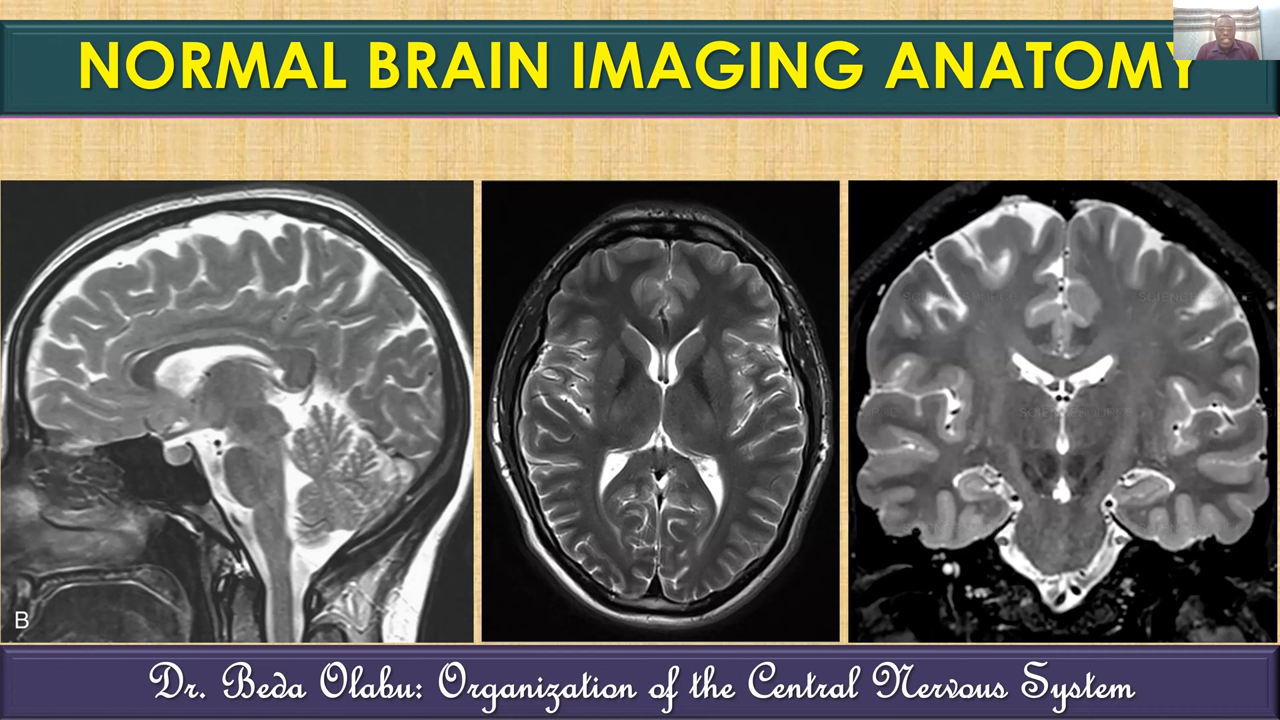 NORMAL BRAIN IMAGING ANATOMY
B
Dr. Beda Olabu: Organization of the Central Nervous System